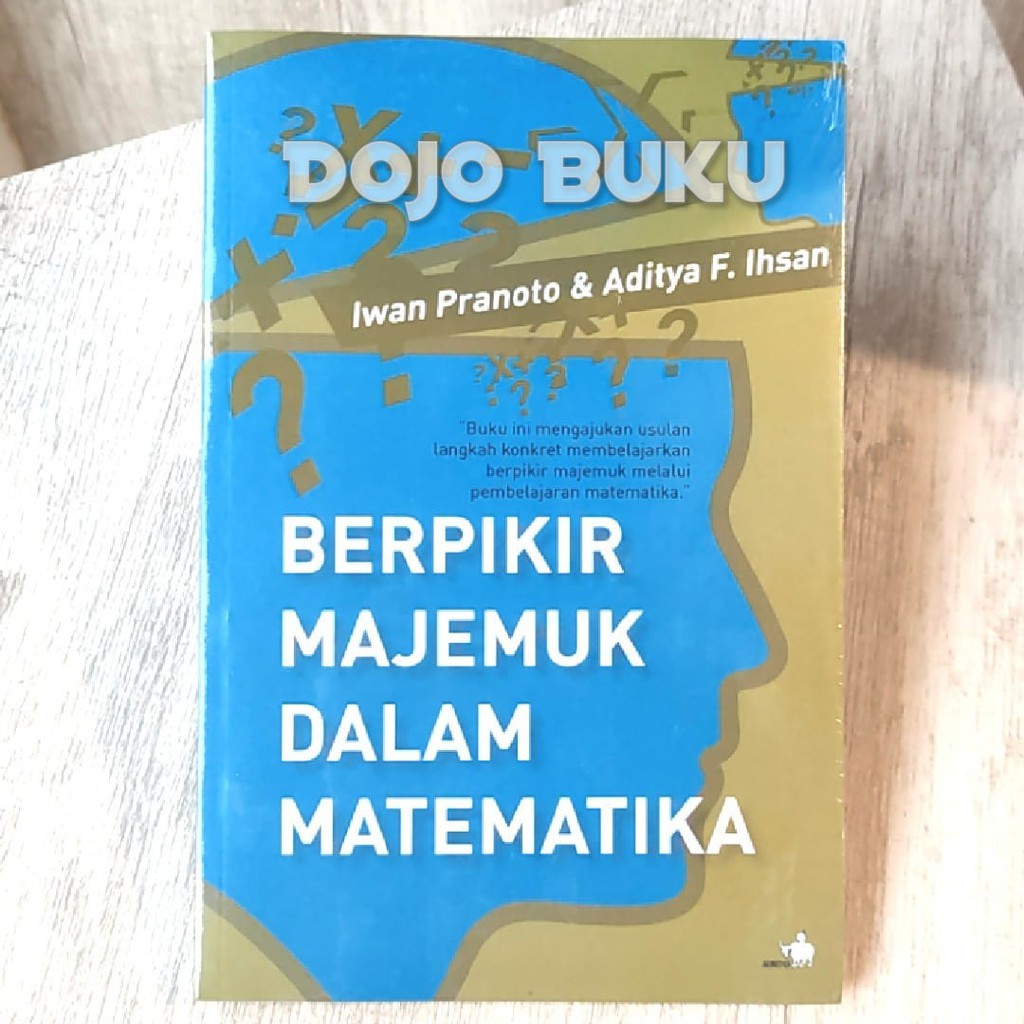 DOJO BUKU
Iwan Pranoto & Aditya F. Ihsan
"Buku ini mengajukan usulan
langkah konkret membelajarkan
berpikir majemuk melalui
pembelajaran matematika."
BERPIKIR
MAJEMUK
DALAM
MATEMATIKA